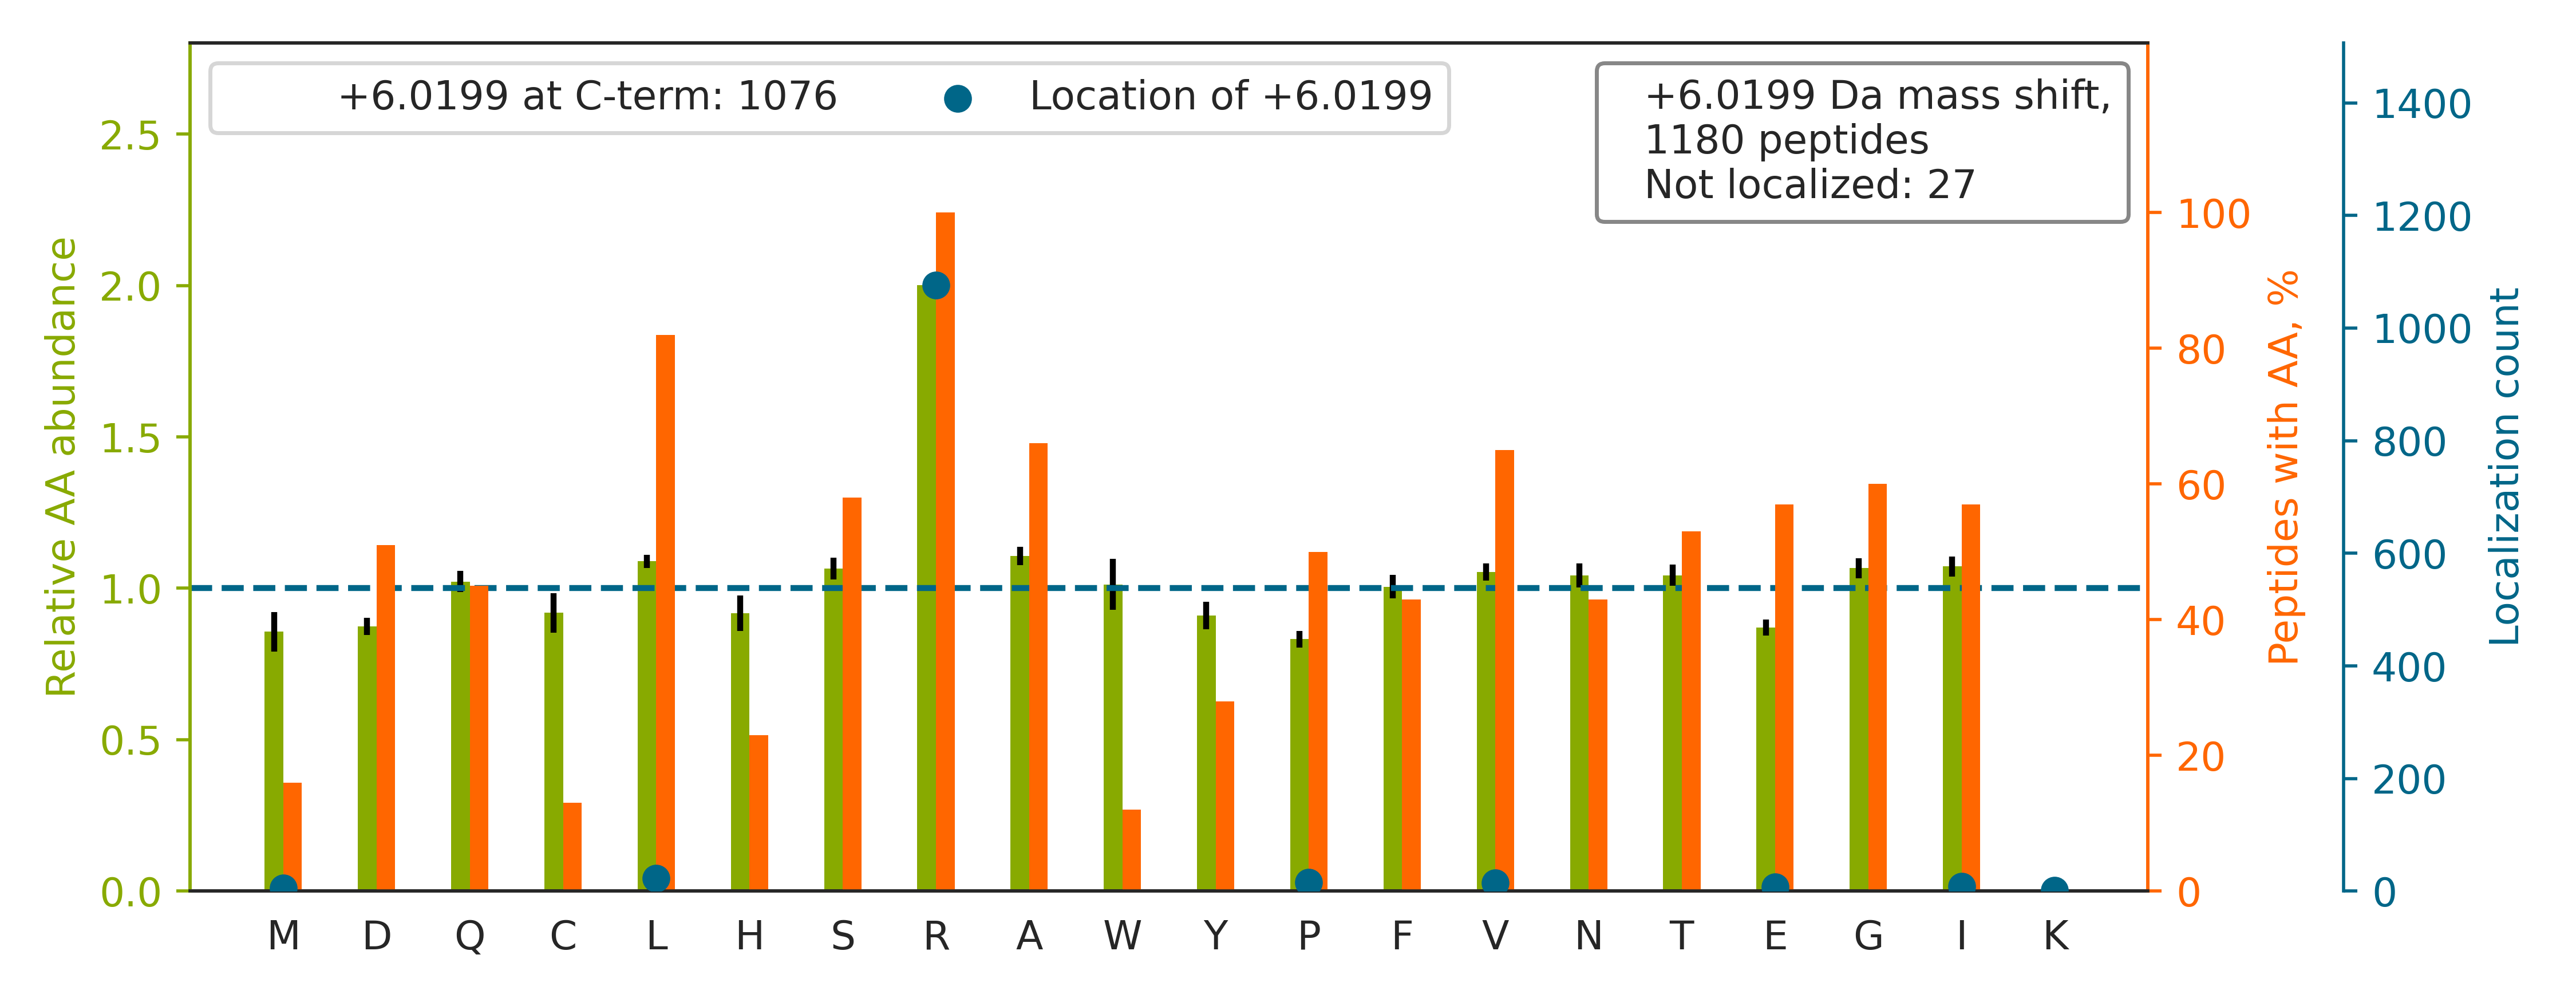 +6.0199 at C-term: 1076
Location of +6.0199
+6.0199 Da mass shift,
1180 peptides
Not localized: 27
Relative AA abundance
2.5
2.0
1.5
1.0
0.5
0.0
M D Q C L H S R A W Y P F V N T E G I K
100
80
60
40
20
0
Peptides with AA, %
1400
1200
1000
800
600
400
200
0
Localization count